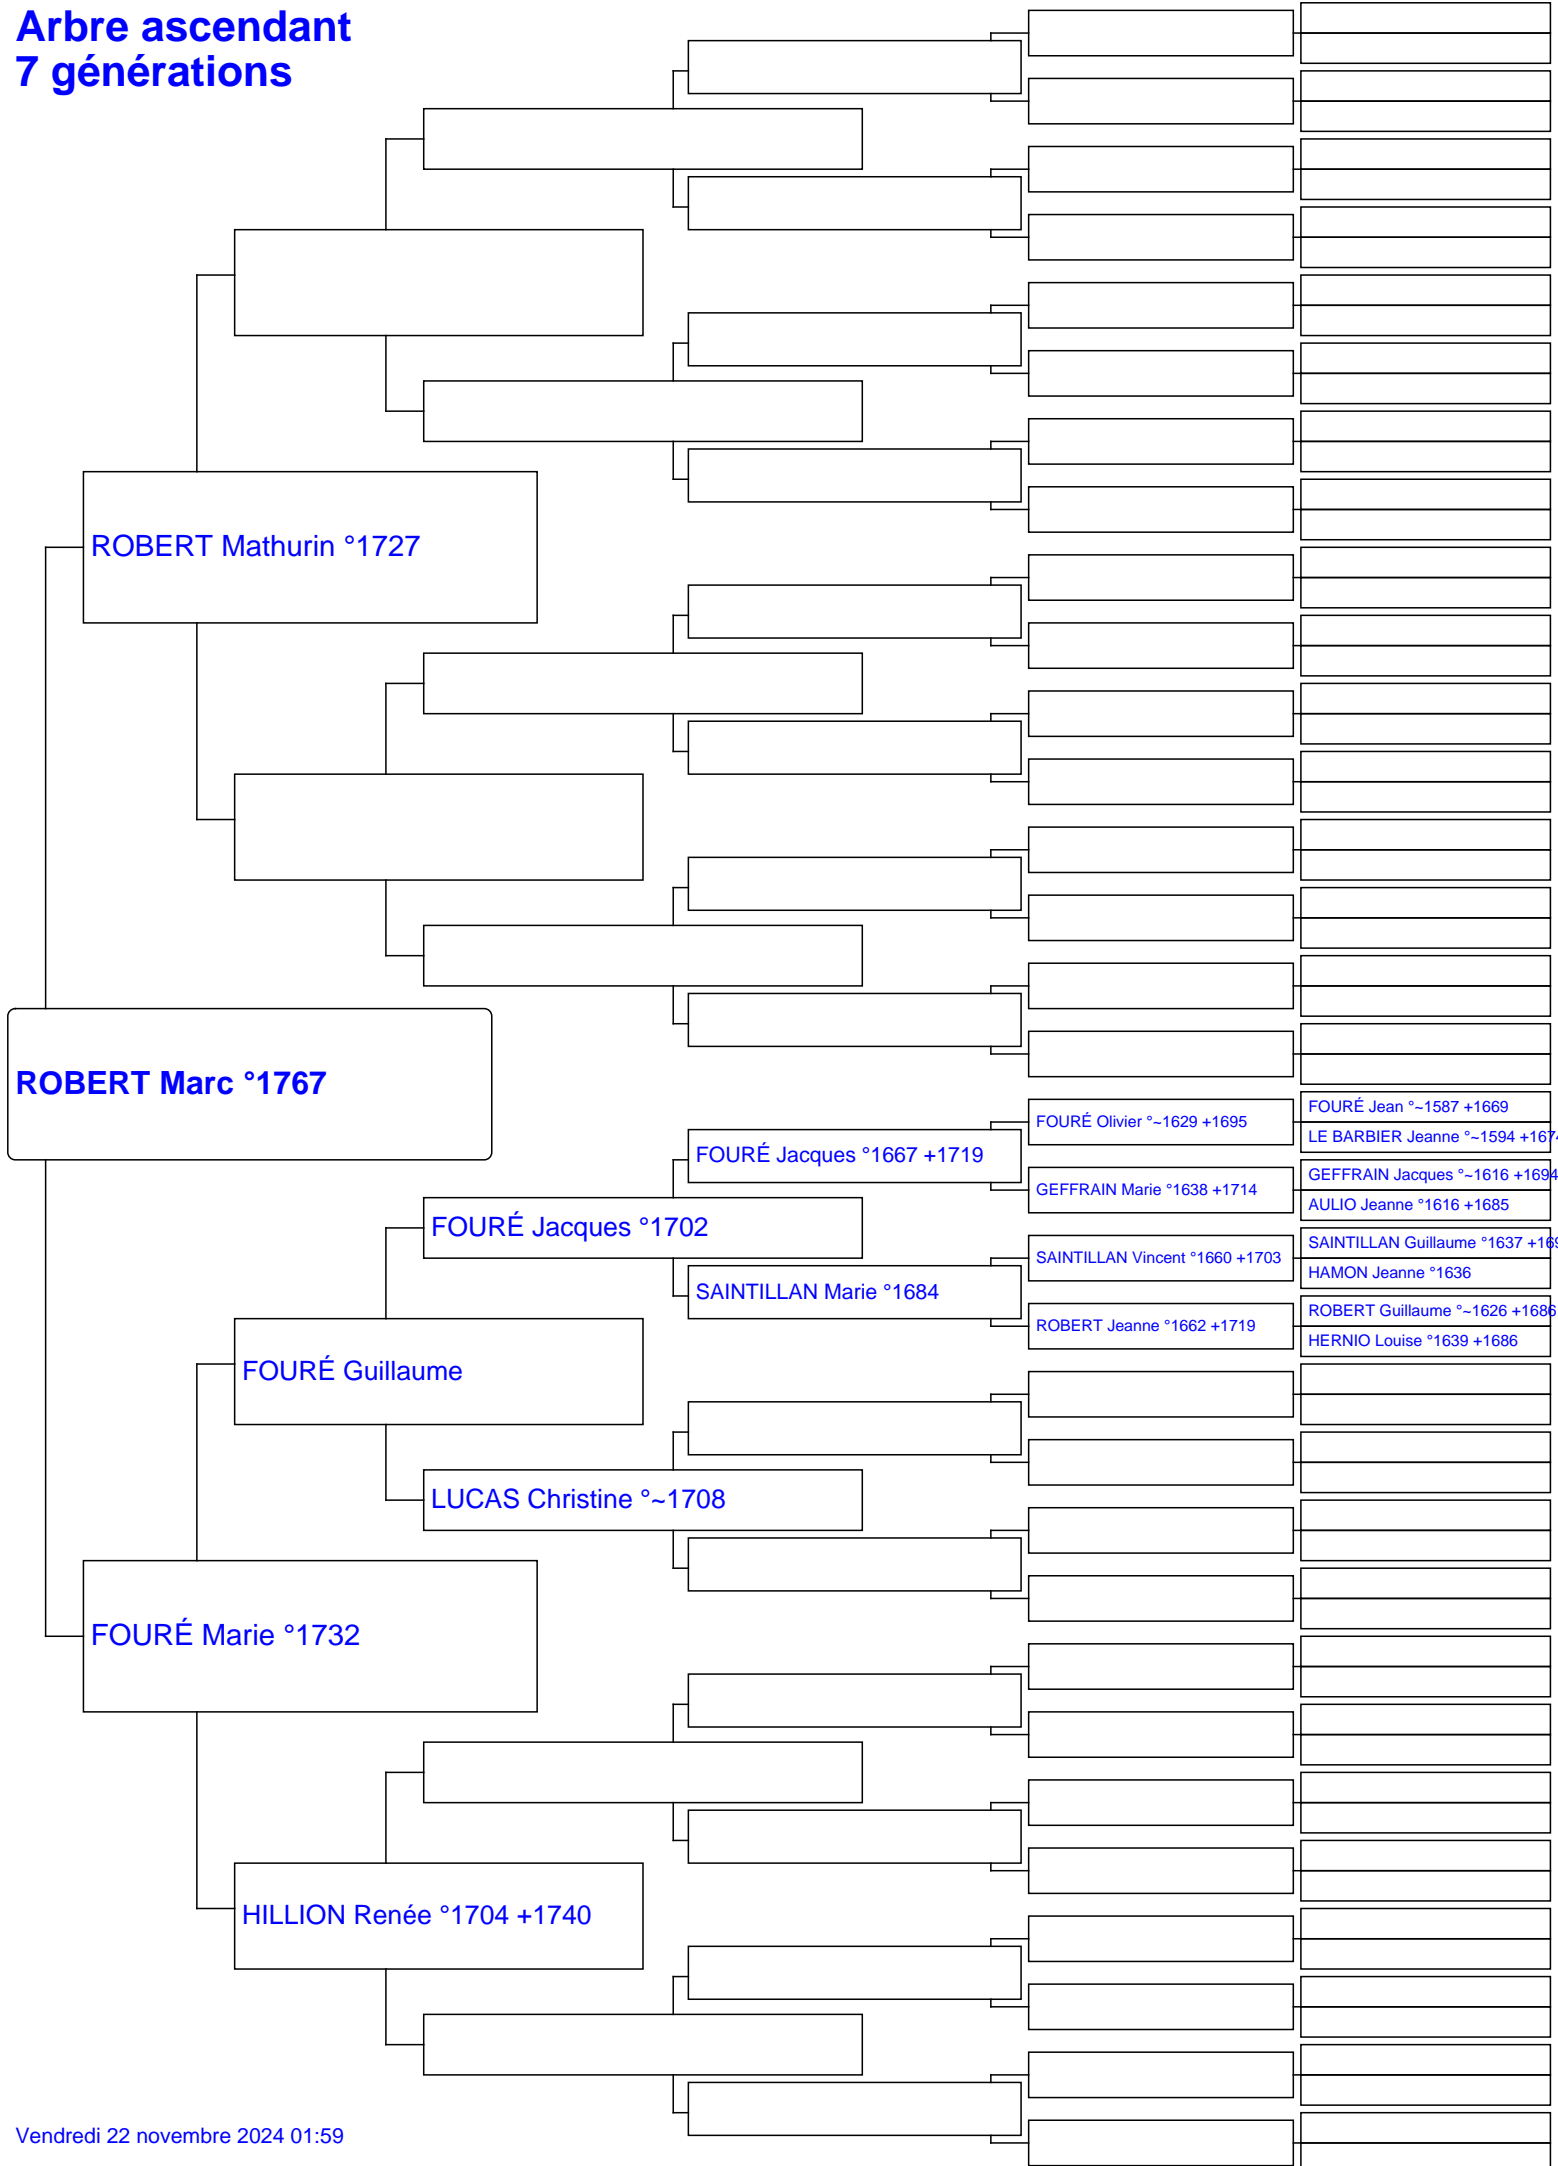 Arbre ascendant
7 générations
ROBERT Mathurin °1727
ROBERT Marc °1767
FOURÉ Jean °~1587 +1669
FOURÉ Olivier °~1629 +1695
LE BARBIER Jeanne °~1594 +1674
FOURÉ Jacques °1667 +1719
GEFFRAIN Jacques °~1616 +1694
GEFFRAIN Marie °1638 +1714
AULIO Jeanne °1616 +1685
FOURÉ Jacques °1702
SAINTILLAN Guillaume °1637
SAINTILLAN Vincent °1660 +1703
HAMON Jeanne °1636
SAINTILLAN Marie °1684
ROBERT Guillaume °~1626 +1686
ROBERT Jeanne °1662 +1719
HERNIO Louise °1639 +1686
FOURÉ Guillaume
LUCAS Christine °~1708
FOURÉ Marie °1732
HILLION Renée °1704 +1740
Vendredi 22 novembre 2024 01:59